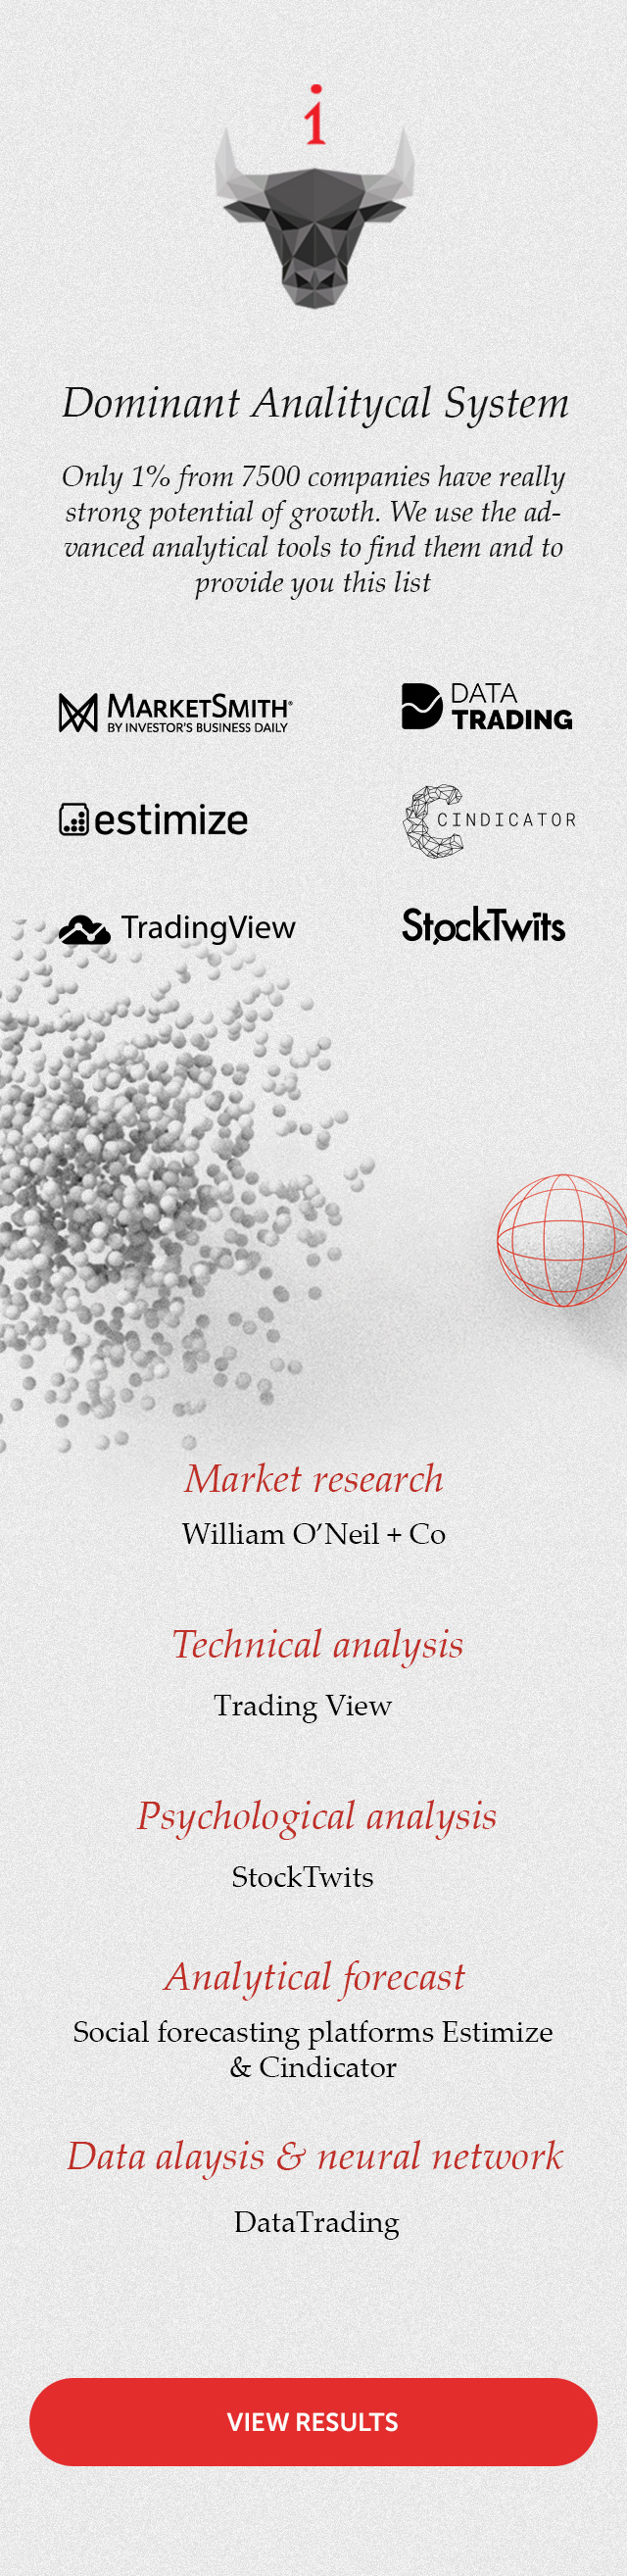 i
Dominant Analitycal System
Only 1% from 7500 companies have really
strong potential of growth. We use the ad-
vanced analytical tools to find them and to
provide you this list
MARKETSMITH®
BY INVESTOR'S BUSINESS DAILY
DATA
TRADING
estimize
CINDICATOR
TradingView
StockTwits
Market research
William O’Neil + Co
Technical analysis
Trading View
Psychological analysis
StockTwits
Analytical forecast
Social forecasting platforms Estimize
& Cindicator
Data alaysis & neural network
DataTrading
VIEW RESULTS